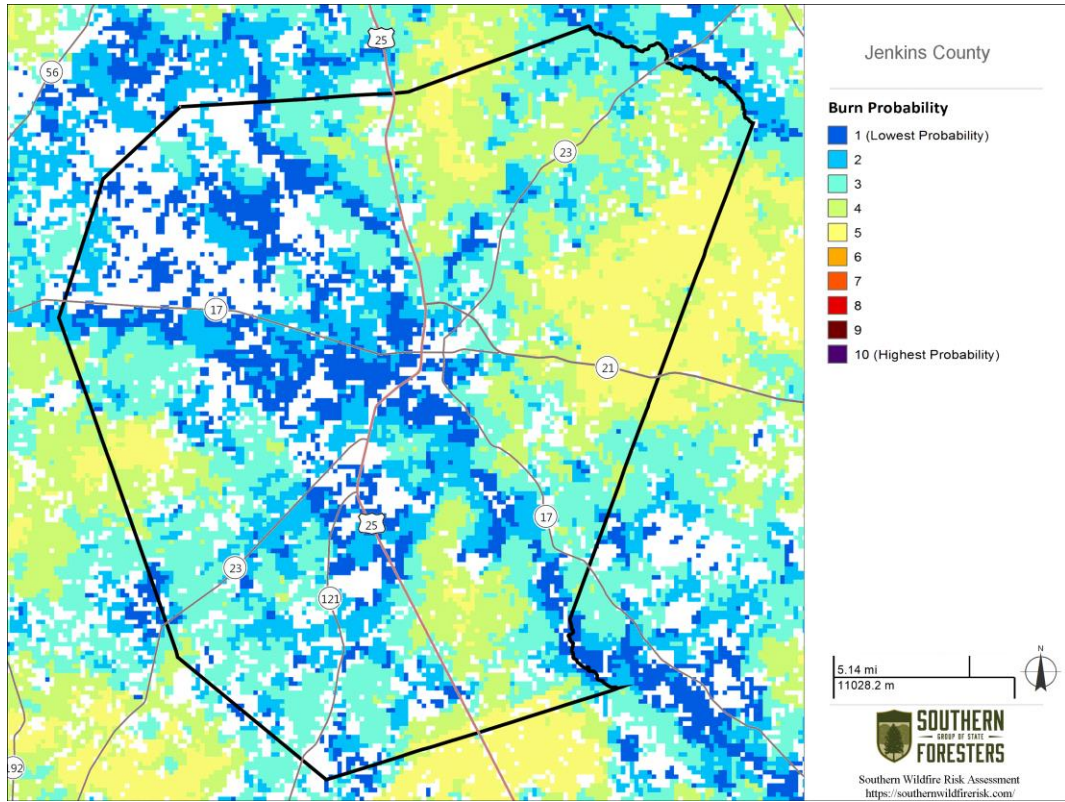 56
25
23
17
21
17
25
23
121
192
Jenkins County
Burn Probability
1 (Lowest Probability)
2
3
4
5
6
7
8
9
10 (Highest Probability)
5.14 mi
11028.2 m
N
SOUTHERN
GROUP OF STATE
FORESTERS
Southern Wildfire Risk Assessment
https://southernwildfirerisk.com/